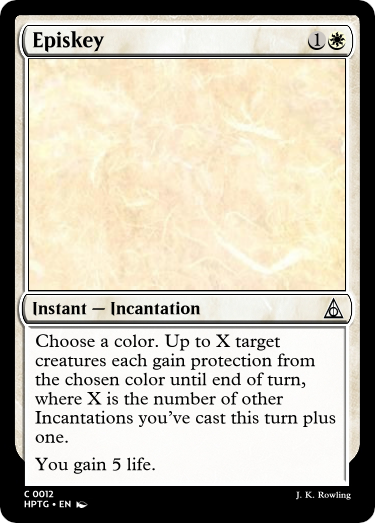 Episkey 1
Instant — Incantation
Choose a color. Up to X target
creatures each gain protection from
the chosen color until end of turn,
where X is the number of other
Incantations you've cast this turn plus
one.
You gain 5 life.
C 0012
HPTG • EN J. K. Rowling